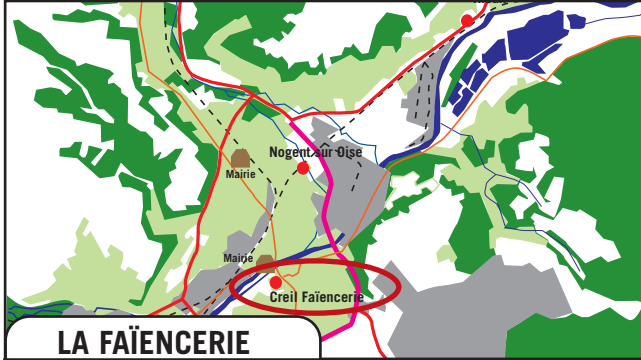 Nogent sur Oise
Mairie
Mairie
Creil Faïencerie
LA FAÏENCERIE